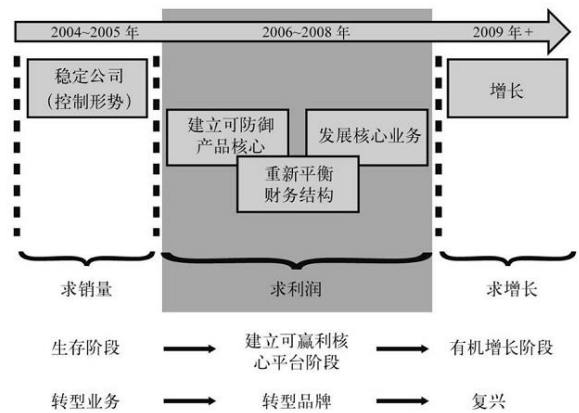 2004~2005 年
2006~2008 年
2009 年+
稳定公司
（控制形势）
建立可防御
产品核心
发展核心业务
重新平衡
财务结构
增长
求销量
求利润
求增长
生存阶段
建立可赢利核
心平台阶段
有机增长阶段
转型业务
转型品牌
复兴